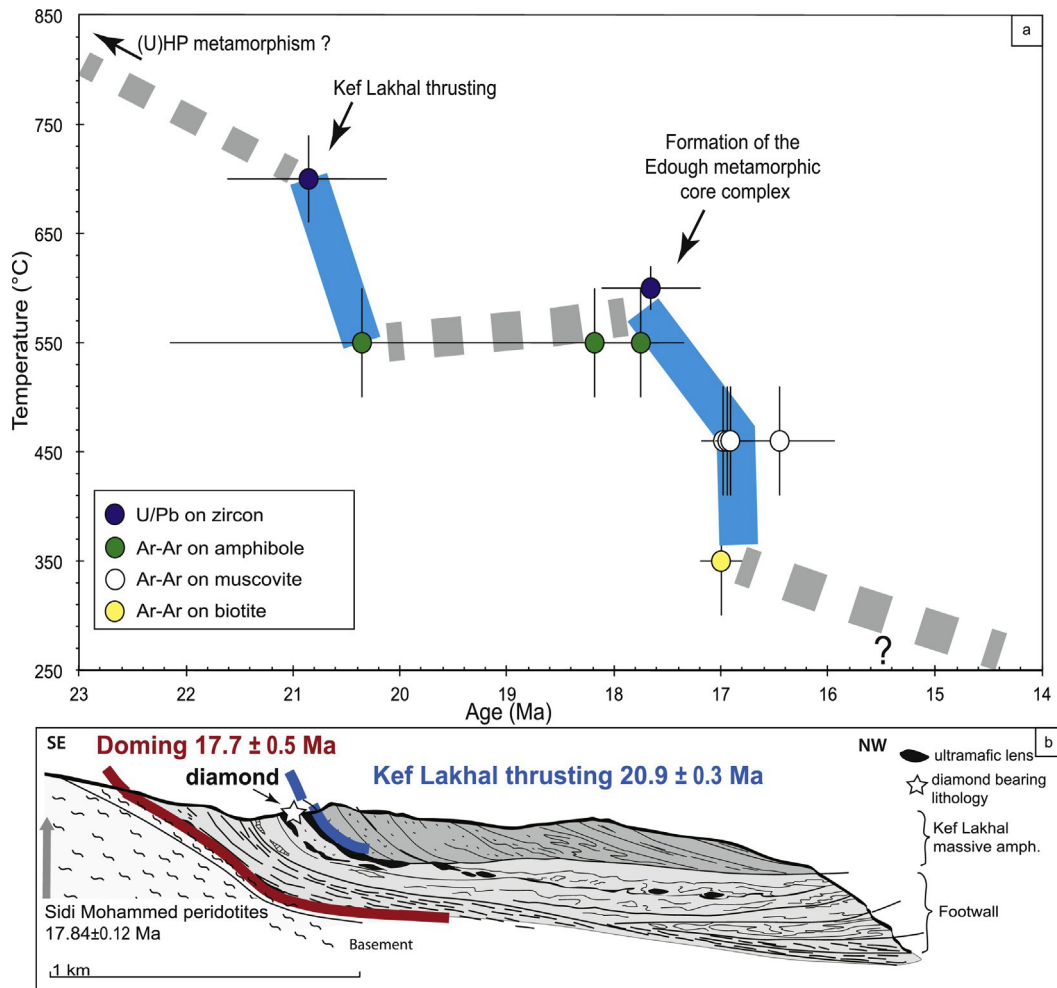 a
850
750
650
550
450
350
250
Temperature (°C)
(U)HP metamorphism ?
Kef Lakhal thrusting
Formation of the
Edough metamorphic
core complex
U/Pb on zircon
Ar-Ar on amphibole
Ar-Ar on muscovite
Ar-Ar on biotite
?
23 22 21 20 19 18 17 16 15 14
Age (Ma)
b
SE
Doming 17.7 ± 0.5 Ma
NW
diamond
Kef Lakhal thrusting 20.9 ± 0.3 Ma
ultramafic lens
diamond bearing
lithology
Kef Lakhal
massive amph.
Footwall
Sidi Mohammed peridotites
17.84±0.12 Ma
Basement
1 km